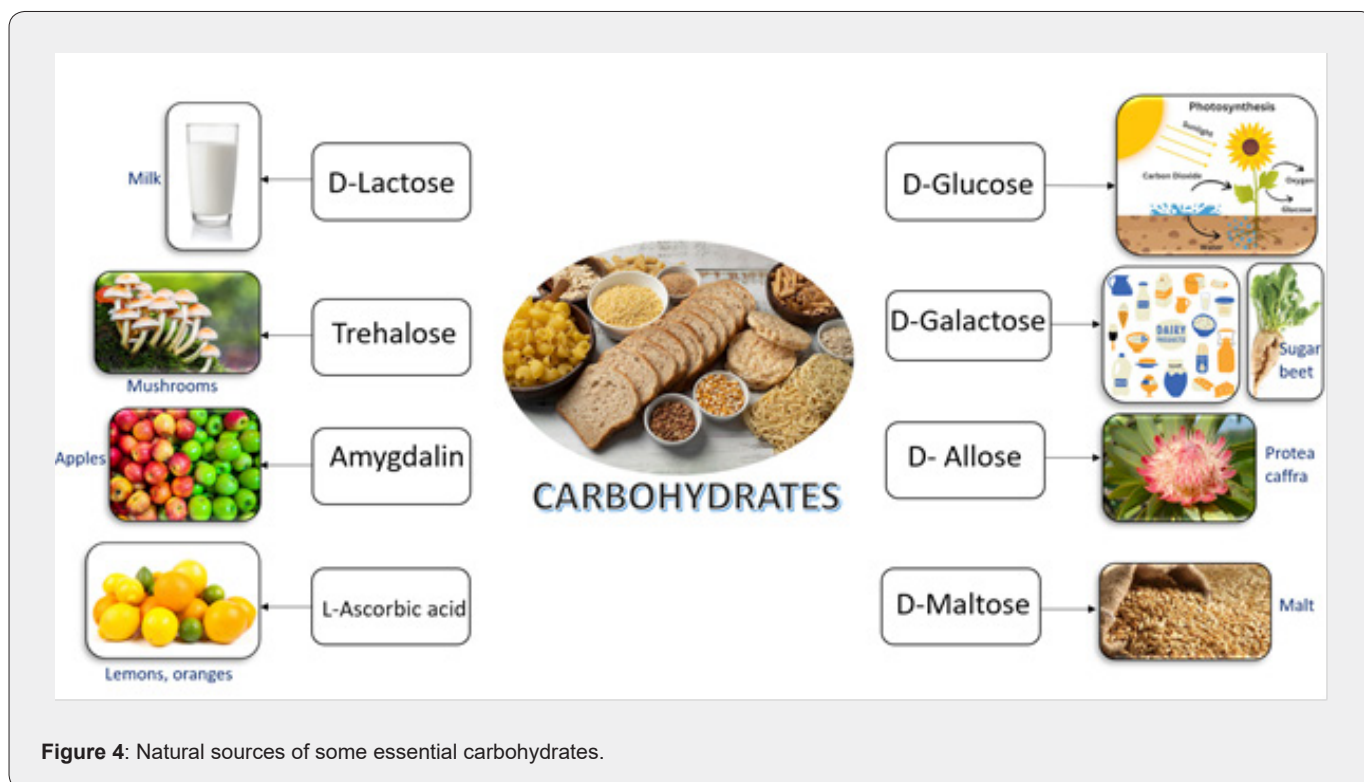 Milk
D-Lactose
Trehalose
Mushrooms
Apples
Amygdalin
L-Ascorbic acid
Lemons, oranges
CARBOHYDRATES
D-Glucose
Photosynthesis
Sunlight
Carbon Dioxide
Oxygen
Glucose
Water
D-Galactose
DAIRY
PRODUCTS
Sugar
beet
D- Allose
Protea
caffra
D-Maltose
Malt
Figure 4: Natural sources of some essential carbohydrates.